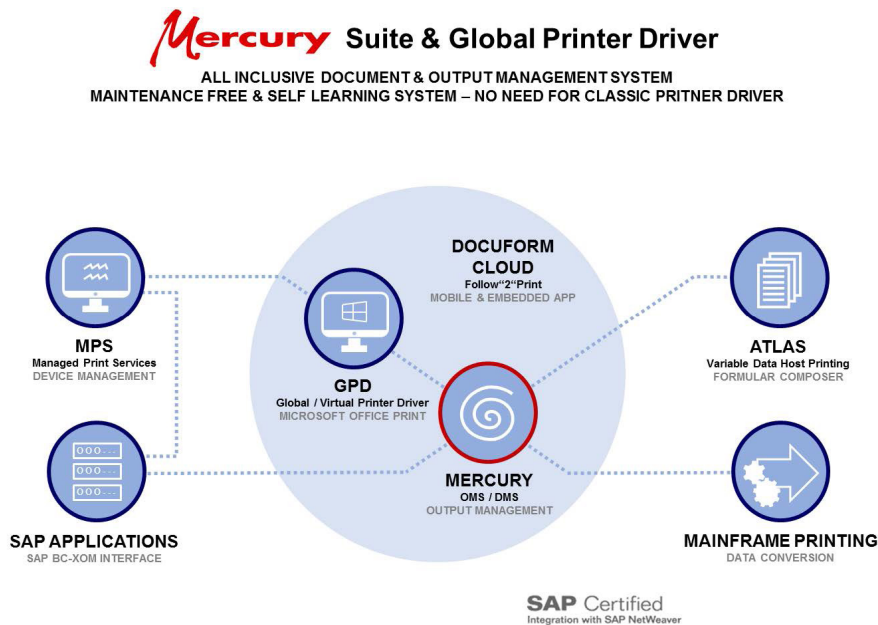 Mercury Suite & Global Printer Driver
ALL INCLUSIVE DOCUMENT & OUTPUT MANAGEMENT SYSTEM
MAINTENANCE FREE & SELF LEARNING SYSTEM – NO NEED FOR CLASSIC PRITNER DRIVER
DOCUFORM
CLOUD
Follow“2“Print
MOBILE & EMBEDDED APP
MPS
Managed Print Services
DEVICE MANAGEMENT
GPD
Global / Virtual Printer Driver
MICROSOFT OFFICE PRINT
ATLAS
Variable Data Host Printing
FORMULAR COMPOSER
OOO...
OOO...
OOO...
SAP APPLICATIONS
SAP BC-XOM INTERFACE
MERCURY
OMS / DMS
OUTPUT MANAGEMENT
MAINFRAME PRINTING
DATA CONVERSION
SAP Certified
Integration with SAP NetWeaver